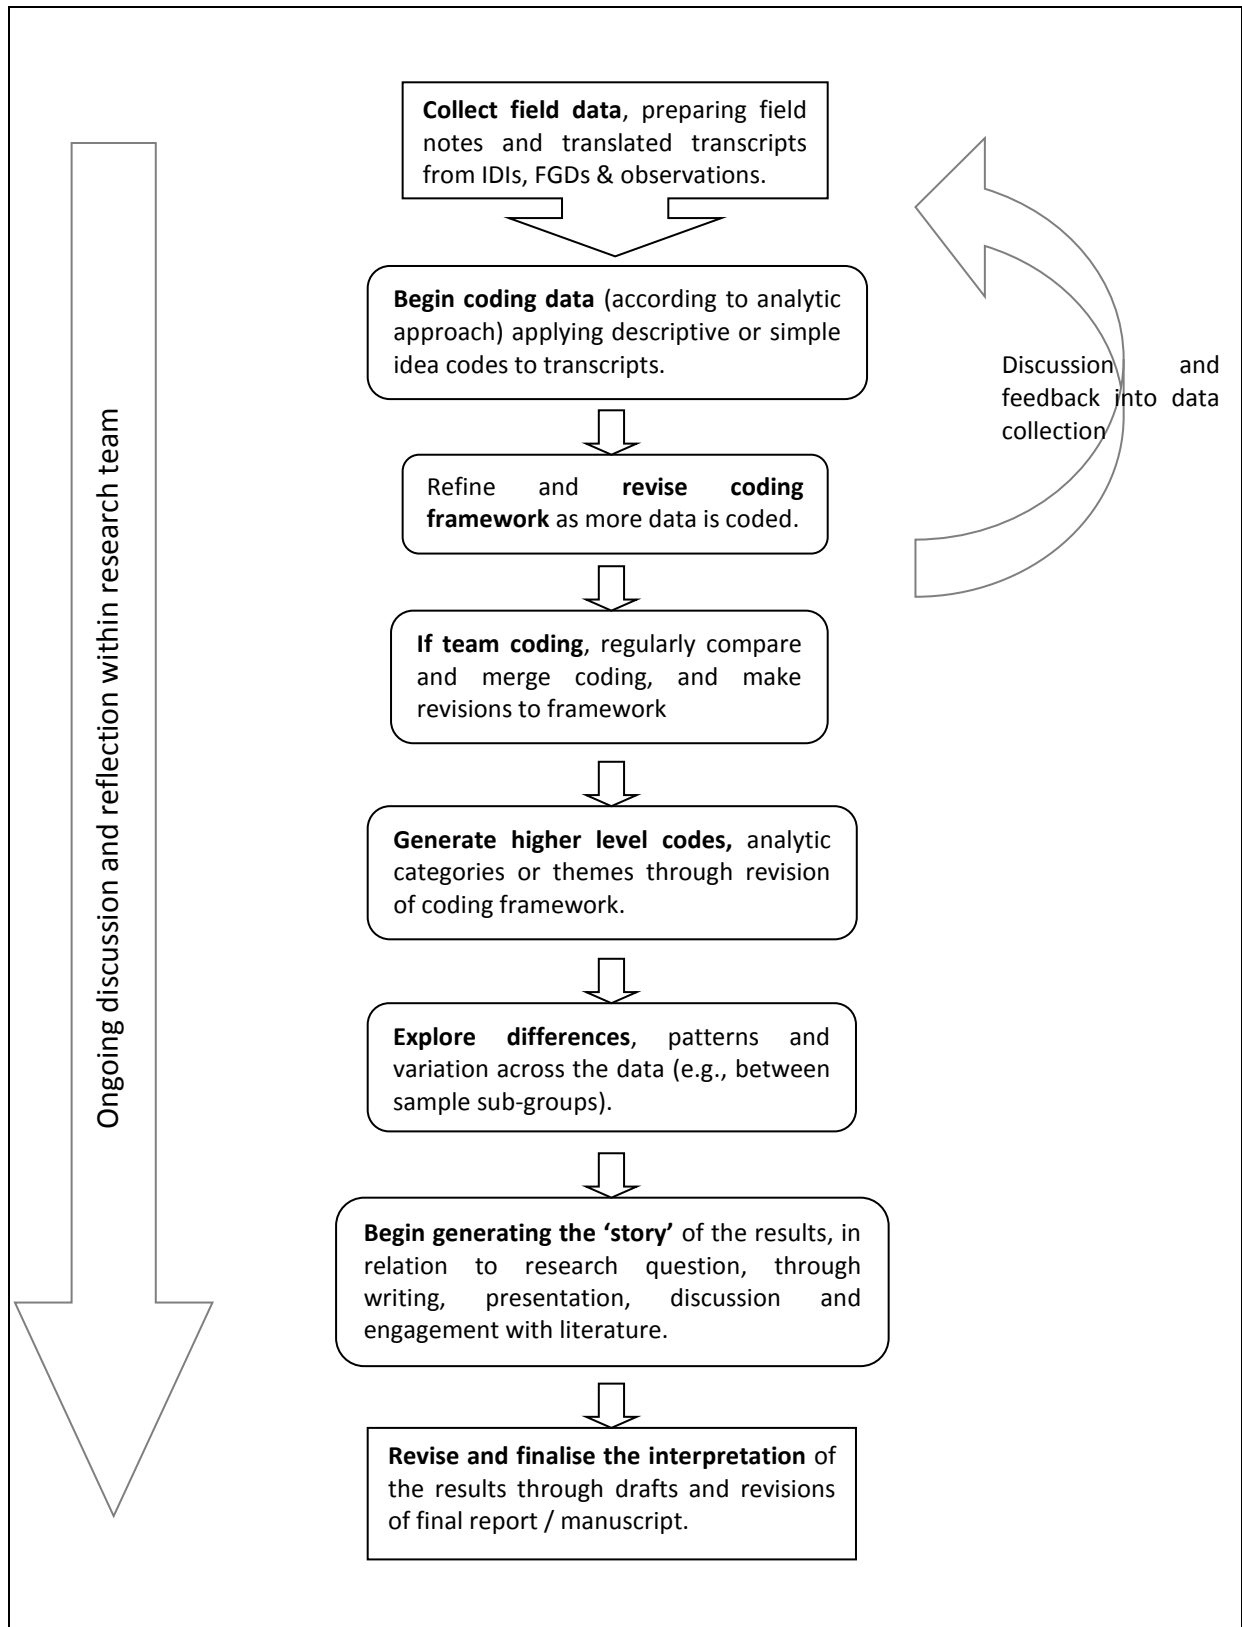 Collect field data, preparing field
notes and translated transcripts
from IDIs, FGDs & observations.
Begin coding data (according to analytic
approach) applying descriptive or simple
idea codes to transcripts.
Discussion and
feedback into data
collection
Refine and revise coding
framework as more data is coded.
If team coding, regularly compare
and merge coding, and make
revisions to framework
Generate higher level codes, analytic
categories or themes through revision
of coding framework.
Explore differences, patterns and
variation across the data (e.g., between
sample sub-groups).
Begin generating the ‘story’ of the results, in
relation to research question, through
writing, presentation, discussion and
engagement with literature.
Revise and finalise the interpretation of
the results through drafts and revisions
of final report / manuscript.
Ongoing discussion and reflection within research team